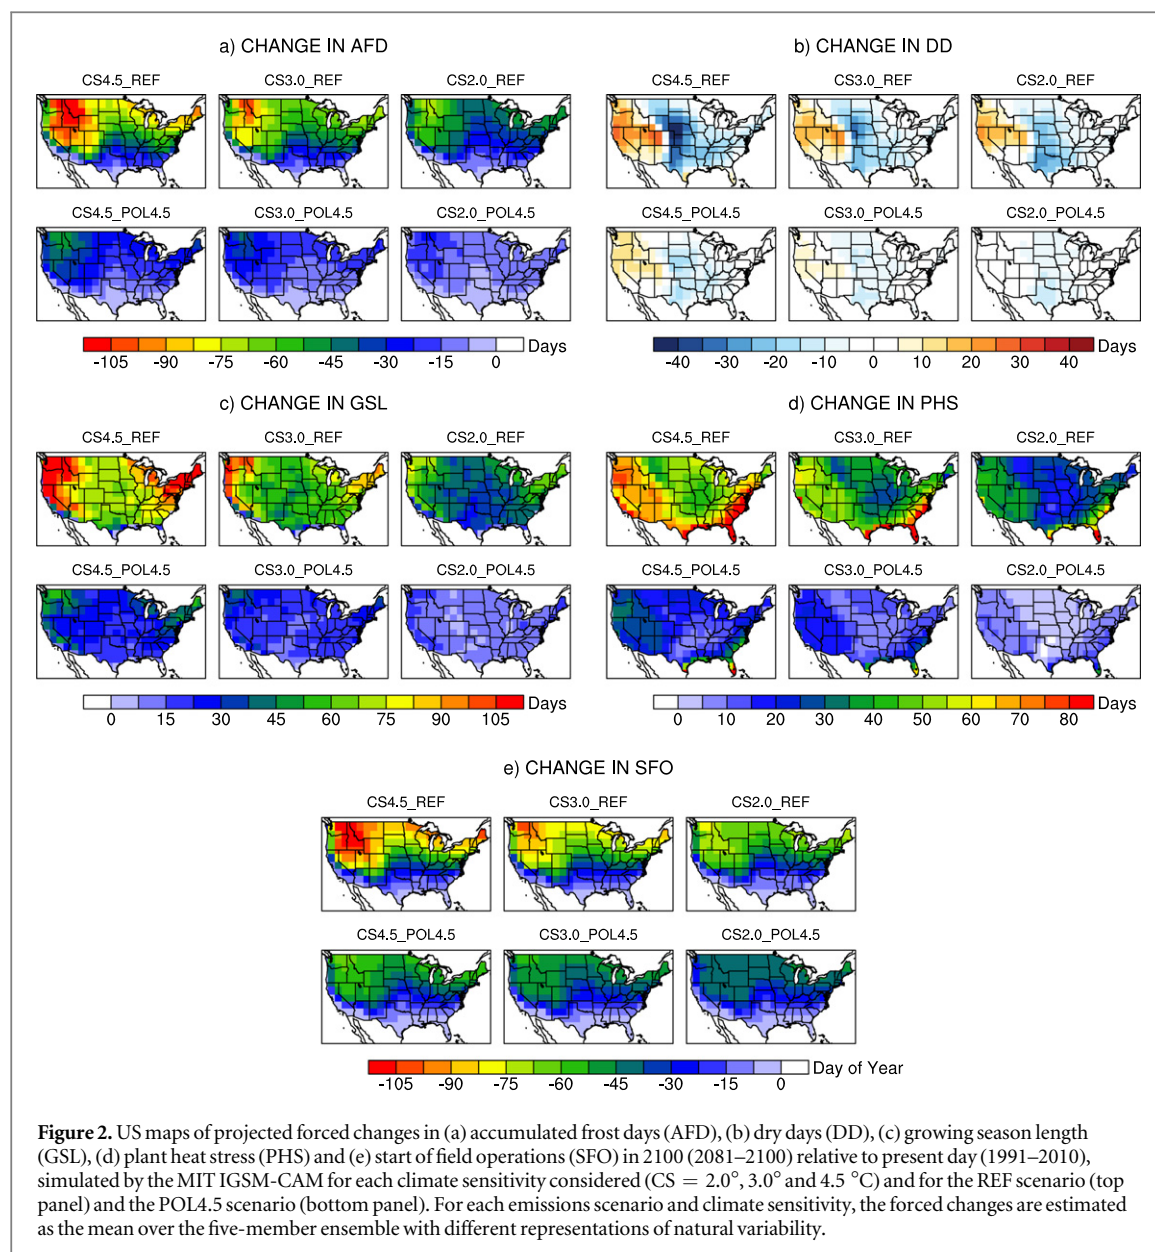 a) CHANGE IN AFD
b) CHANGE IN DD
CS4.5_REF CS3.0_REF CS2.0_REF
CS4.5_REF CS3.0_REF CS2.0_REF
CS4.5_POL4.5 CS3.0_POL4.5 CS2.0_POL4.5
CS4.5_POL4.5 CS3.0_POL4.5 CS2.0_POL4.5
Days
-105 -90 -75 -60 -45 -30 -15 0
Days
-40 -30 -20 -10 0 10 20 30 40
c) CHANGE IN GSL
d) CHANGE IN PHS
CS4.5_REF CS3.0_REF CS2.0_REF
CS4.5_REF CS3.0_REF CS2.0_REF
CS4.5_POL4.5 CS3.0_POL4.5 CS2.0_POL4.5
CS4.5_POL4.5 CS3.0_POL4.5 CS2.0_POL4.5
Days
0 15 30 45 60 75 90 105
Days
0 10 20 30 40 50 60 70 80
e) CHANGE IN SFO
CS4.5_REF CS3.0_REF CS2.0_REF
CS4.5_POL4.5 CS3.0_POL4.5 CS2.0_POL4.5
Day of Year
-105 -90 -75 -60 -45 -30 -15 0
Figure 2. US maps of projected forced changes in (a) accumulated frost days (AFD), (b) dry days (DD), (c) growing season length
(GSL), (d) plant heat stress (PHS) and (e) start of field operations (SFO) in 2100 (2081–2100) relative to present day (1991–2010),
simulated by the MIT IGSM-CAM for each climate sensitivity considered (CS = 2.0°, 3.0° and 4.5 °C) and for the REF scenario (top
panel) and the POL4.5 scenario (bottom panel). For each emissions scenario and climate sensitivity, the forced changes are estimated
as the mean over the five-member ensemble with different representations of natural variability.